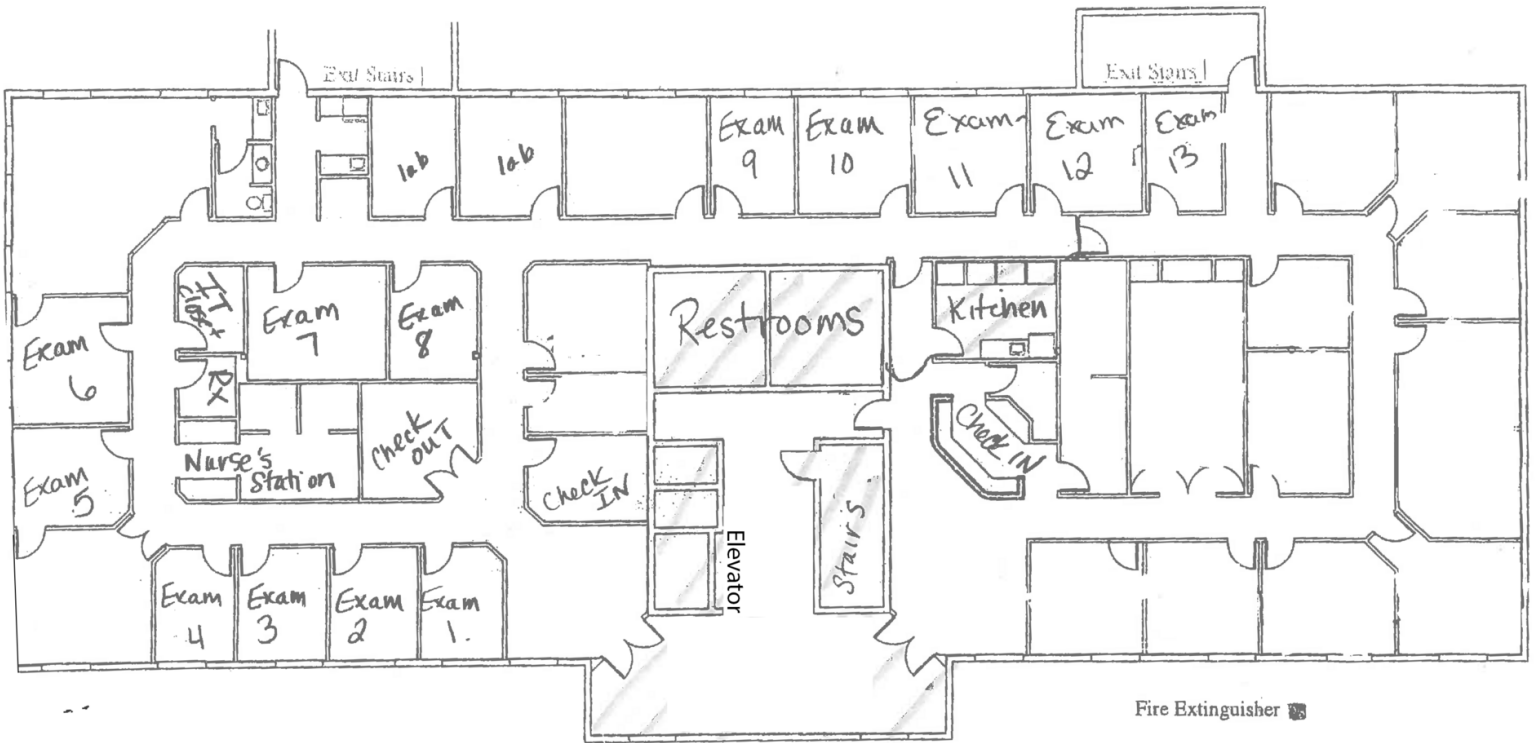 Exit Stairs
Exit Stairs
lab
lab
Exam
9
Exam
10
Exam
11
Exam
12
Exam
13
IT
Exam
7
Exam
8
Restrooms
Kitchen
Exam
6
RX
Check
OUT
Check IN
Nurse's
Station
Exam
5
Check
IN
Elevator
Stairs
Exam
4
Exam
3
Exam
2
Exam
1.
Fire Extinguisher